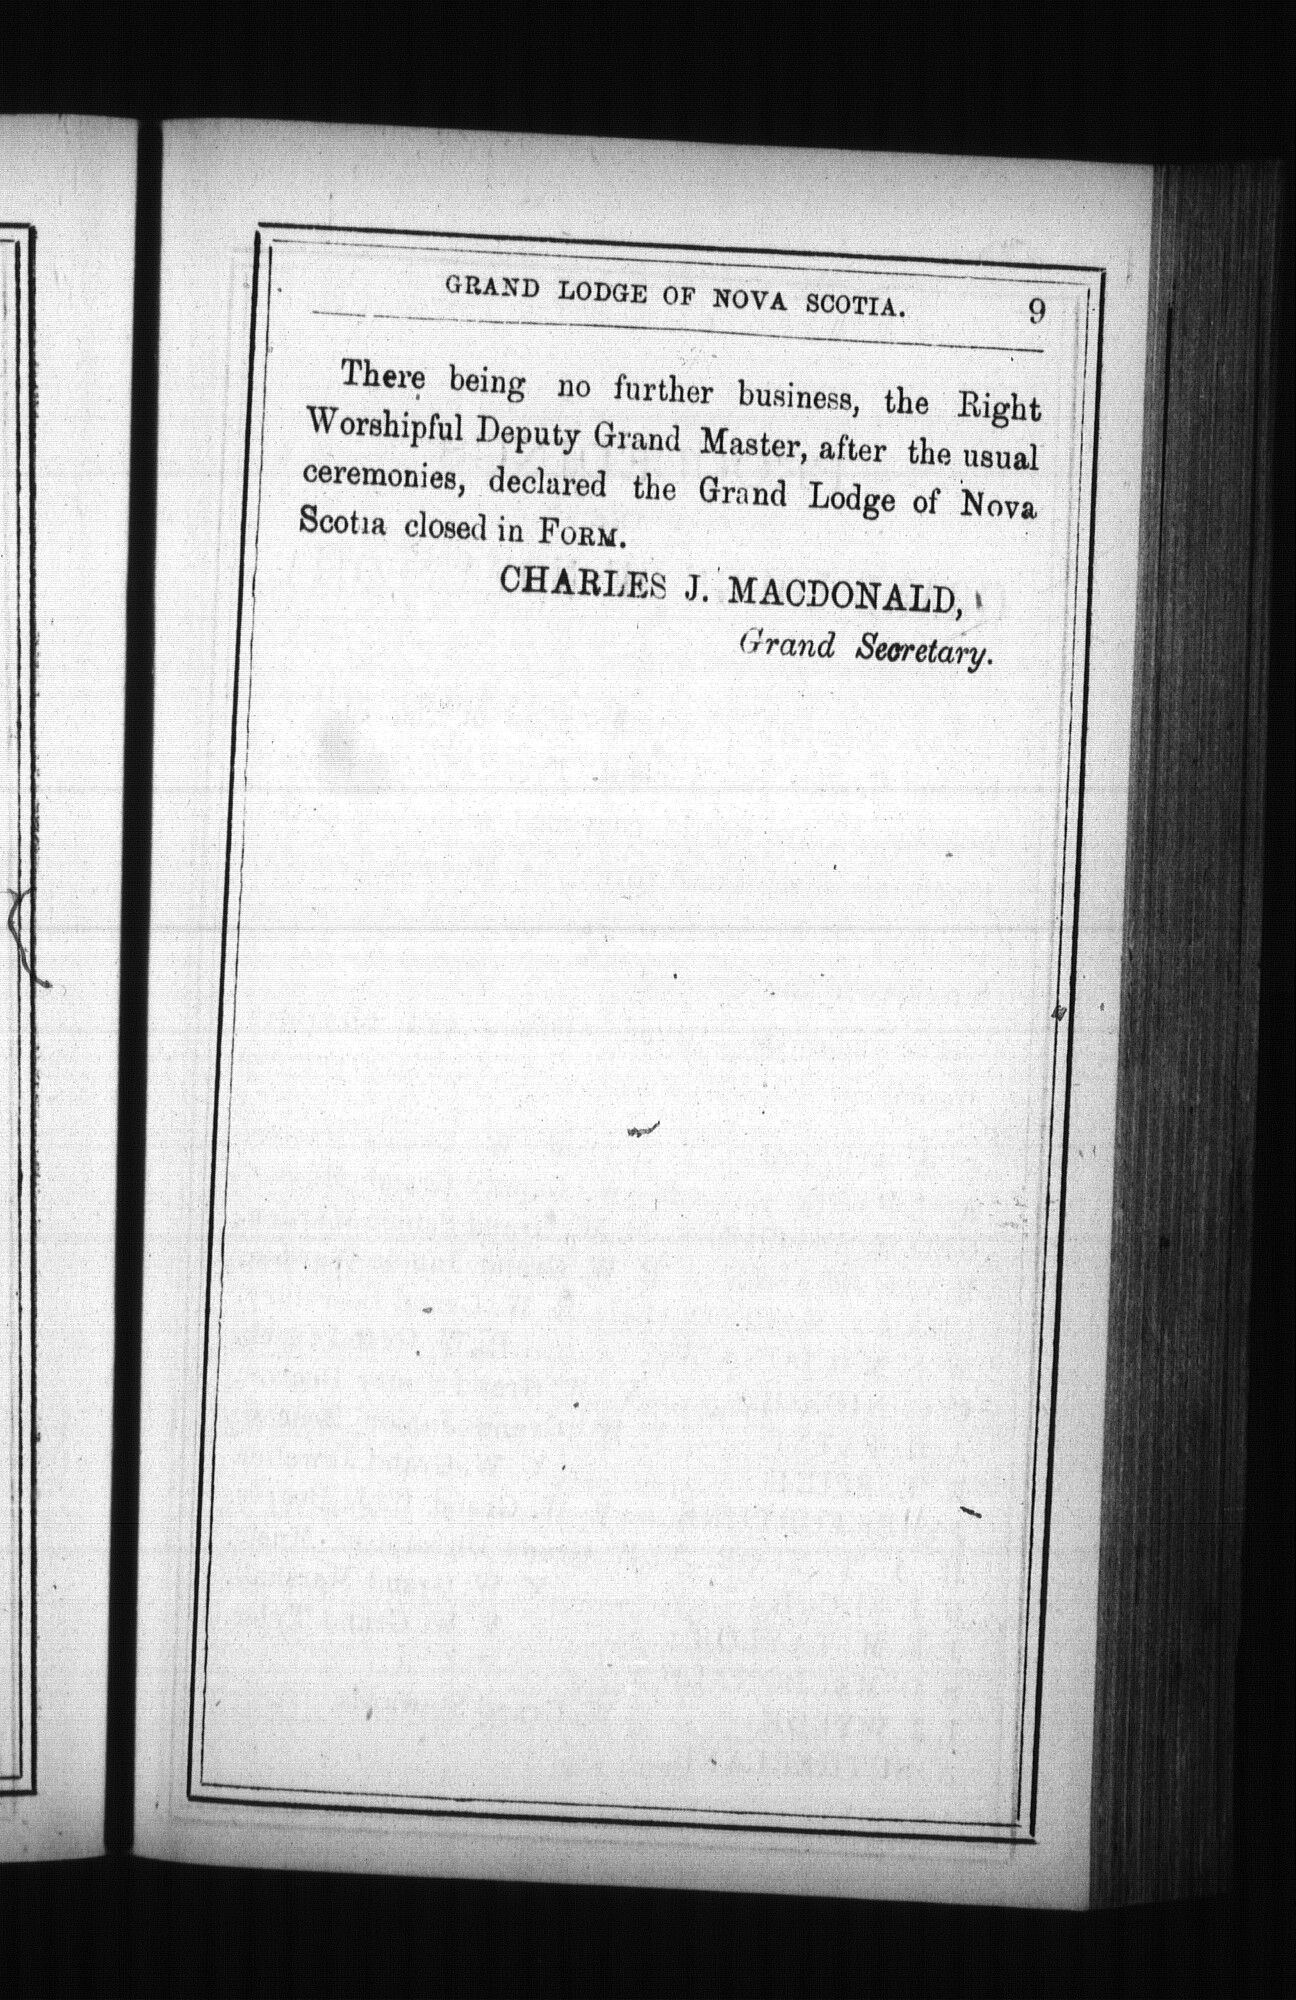 GRAND LODGE OF NOVA SCOTIA. 9
There being no further business, the Right
Worshipful Deputy Grand Master, after the usual
ceremonies, declared the Grand Lodge of Nova
Scotia closed in FORM.
CHARLES J. MACDONALD,
Grand Secretary.